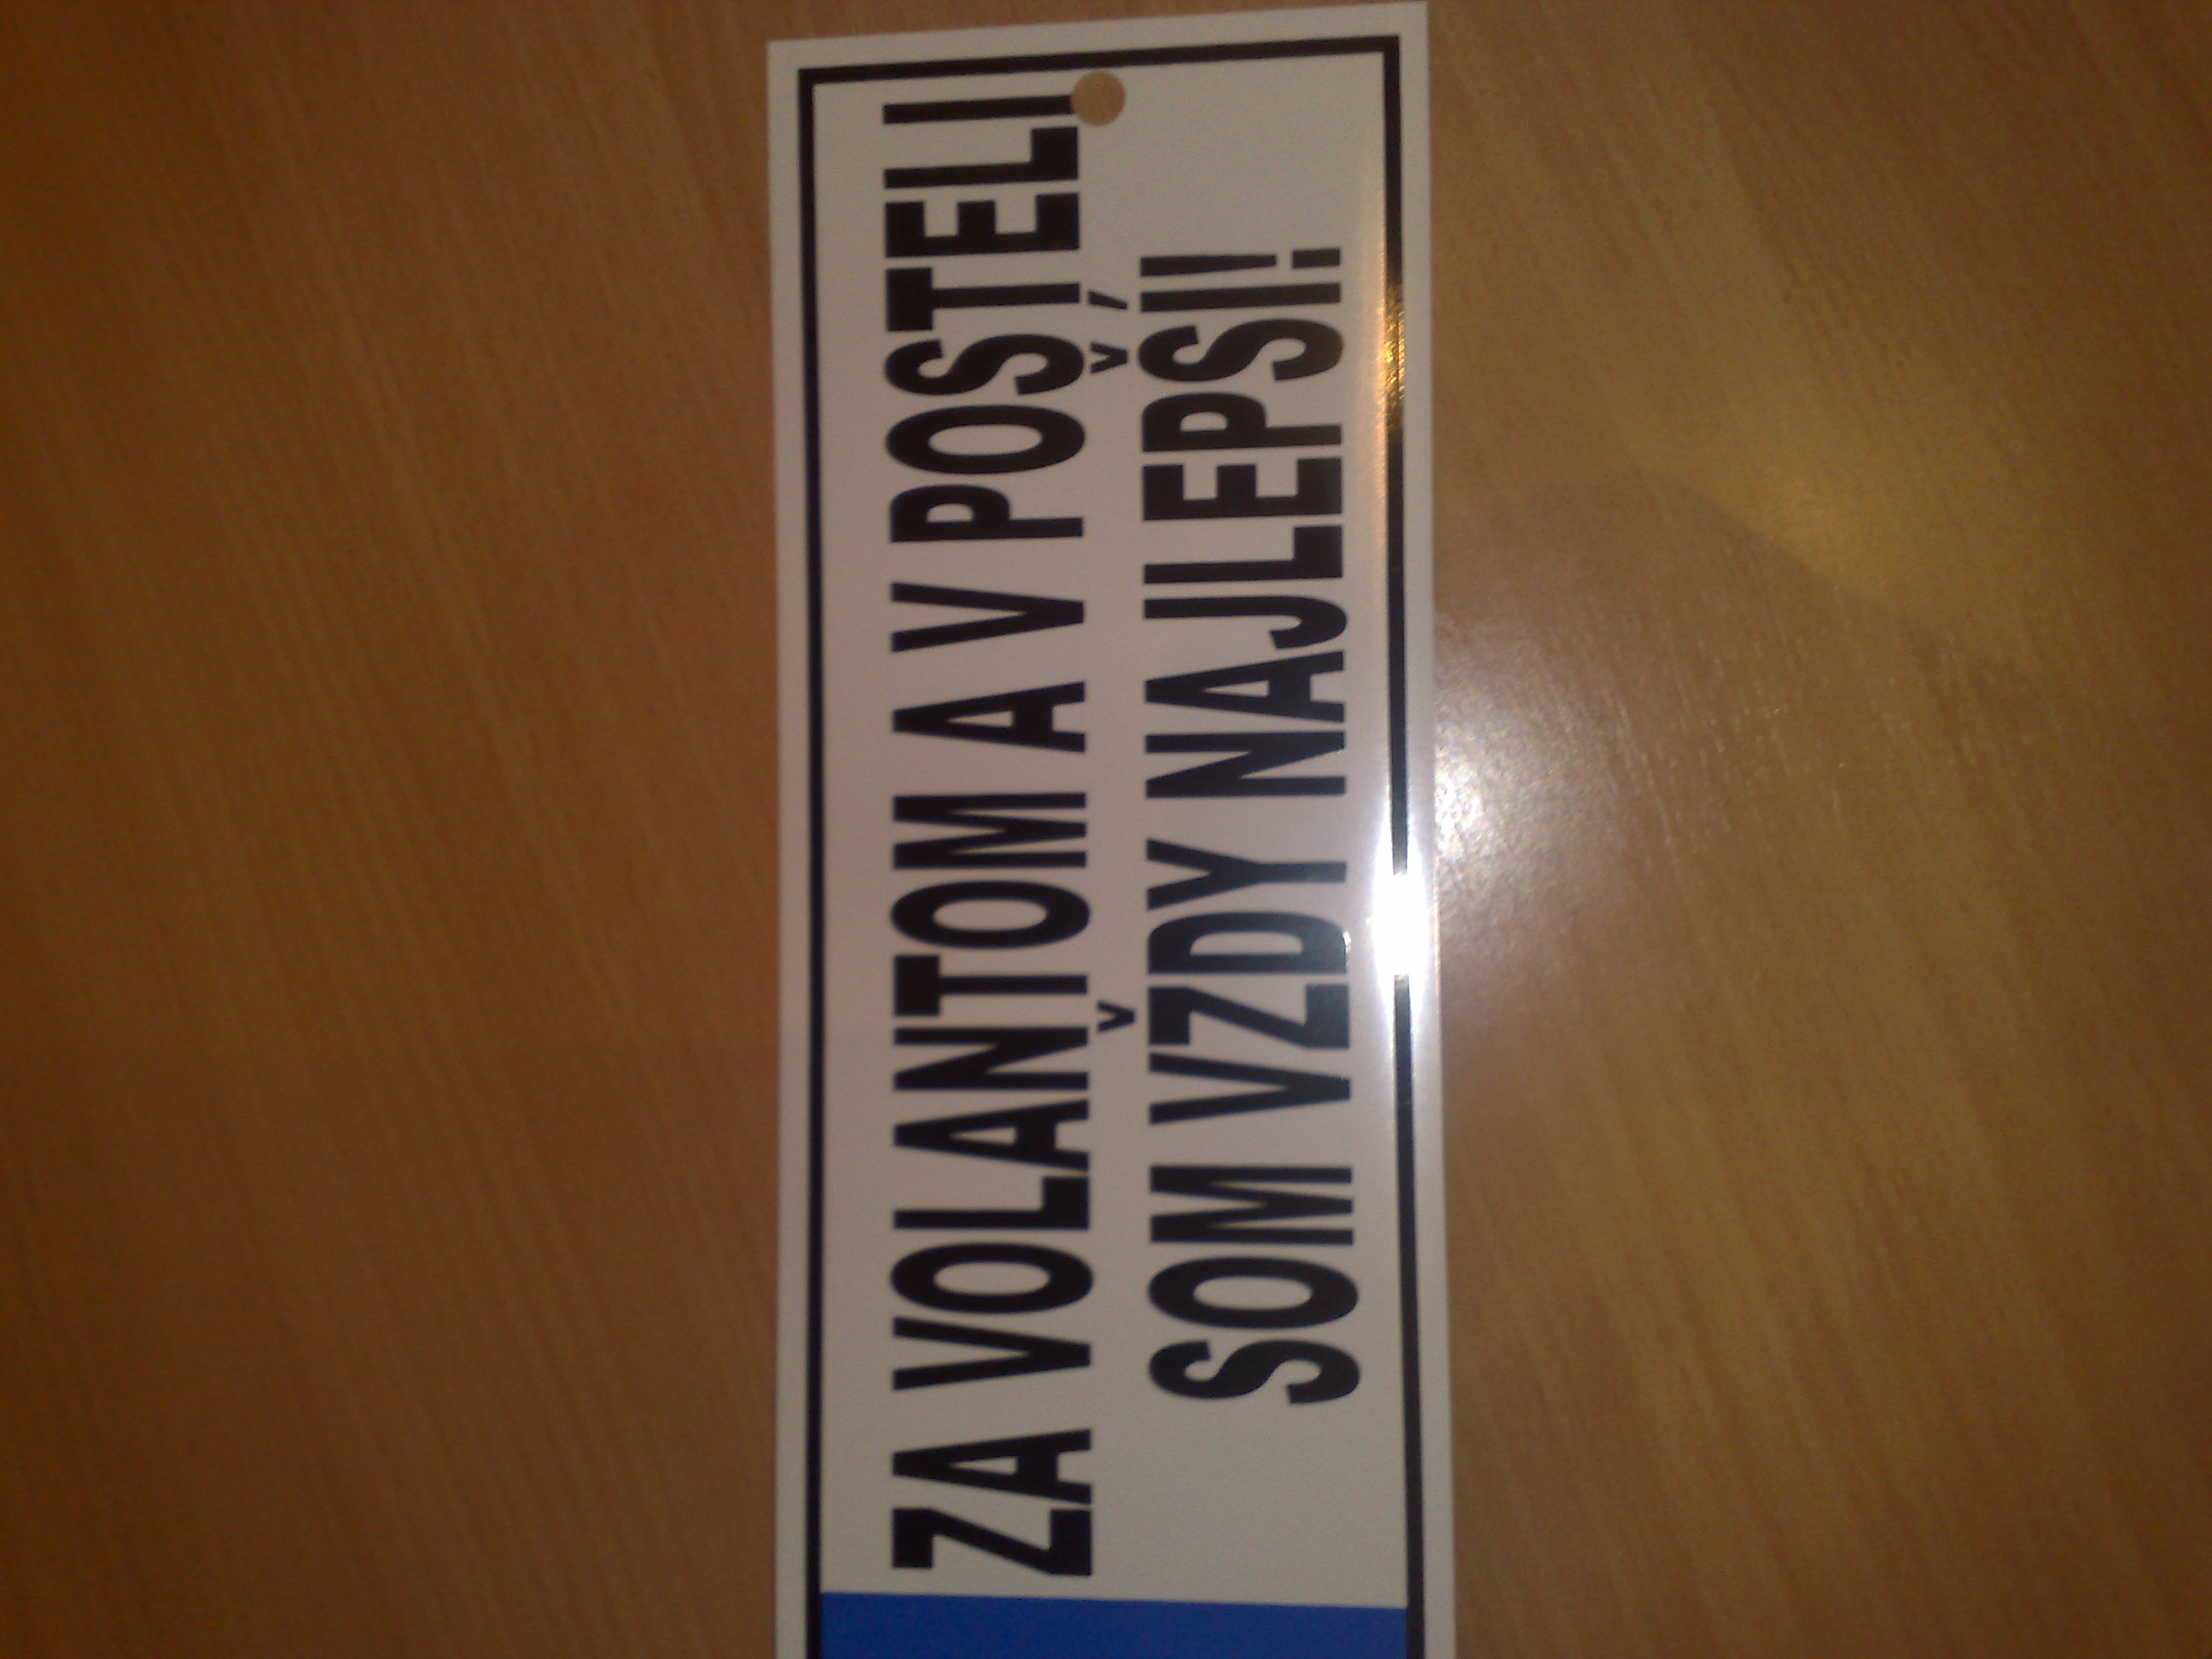 ZA VOLANTOM A V POSTELI
SOM VŽDY NAJLEPŠÍ!